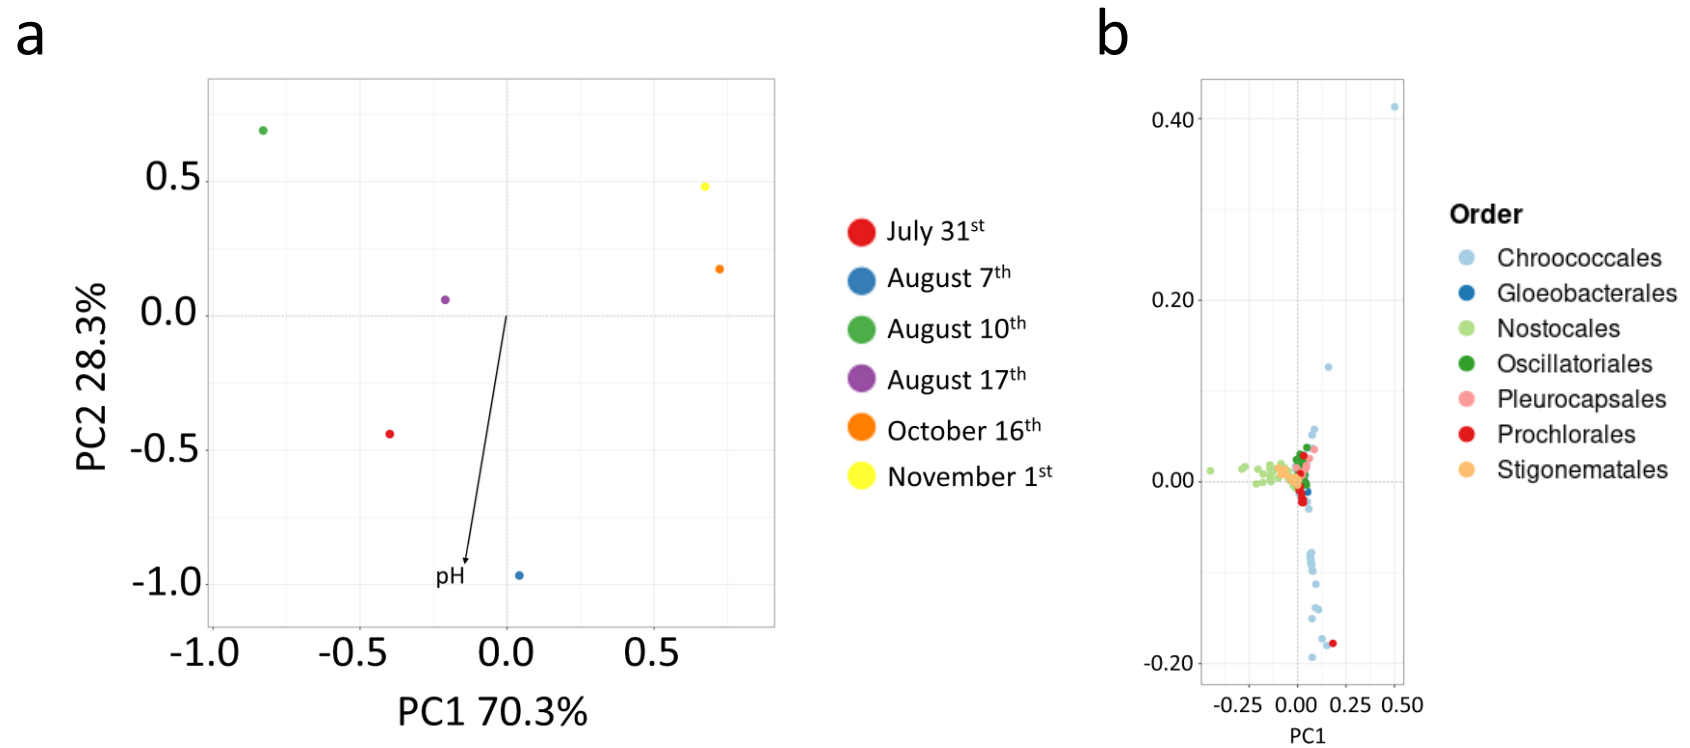 a
0.5
0.0
-0.5
-1.0
PC2 28.3%
pH
-1.0 -0.5 0.0 0.5
PC1 70.3%
July 31st
August 7th
August 10th
August 17th
October 16th
November 1st
b
0.40
0.20
0.00
-0.20
-0.25 0.00 0.25 0.50
PC1
Order
Chroococcales
Gloeobacterales
Nostocales
Oscillatoriales
Pleurocapsales
Prochlorales
Stigonematales